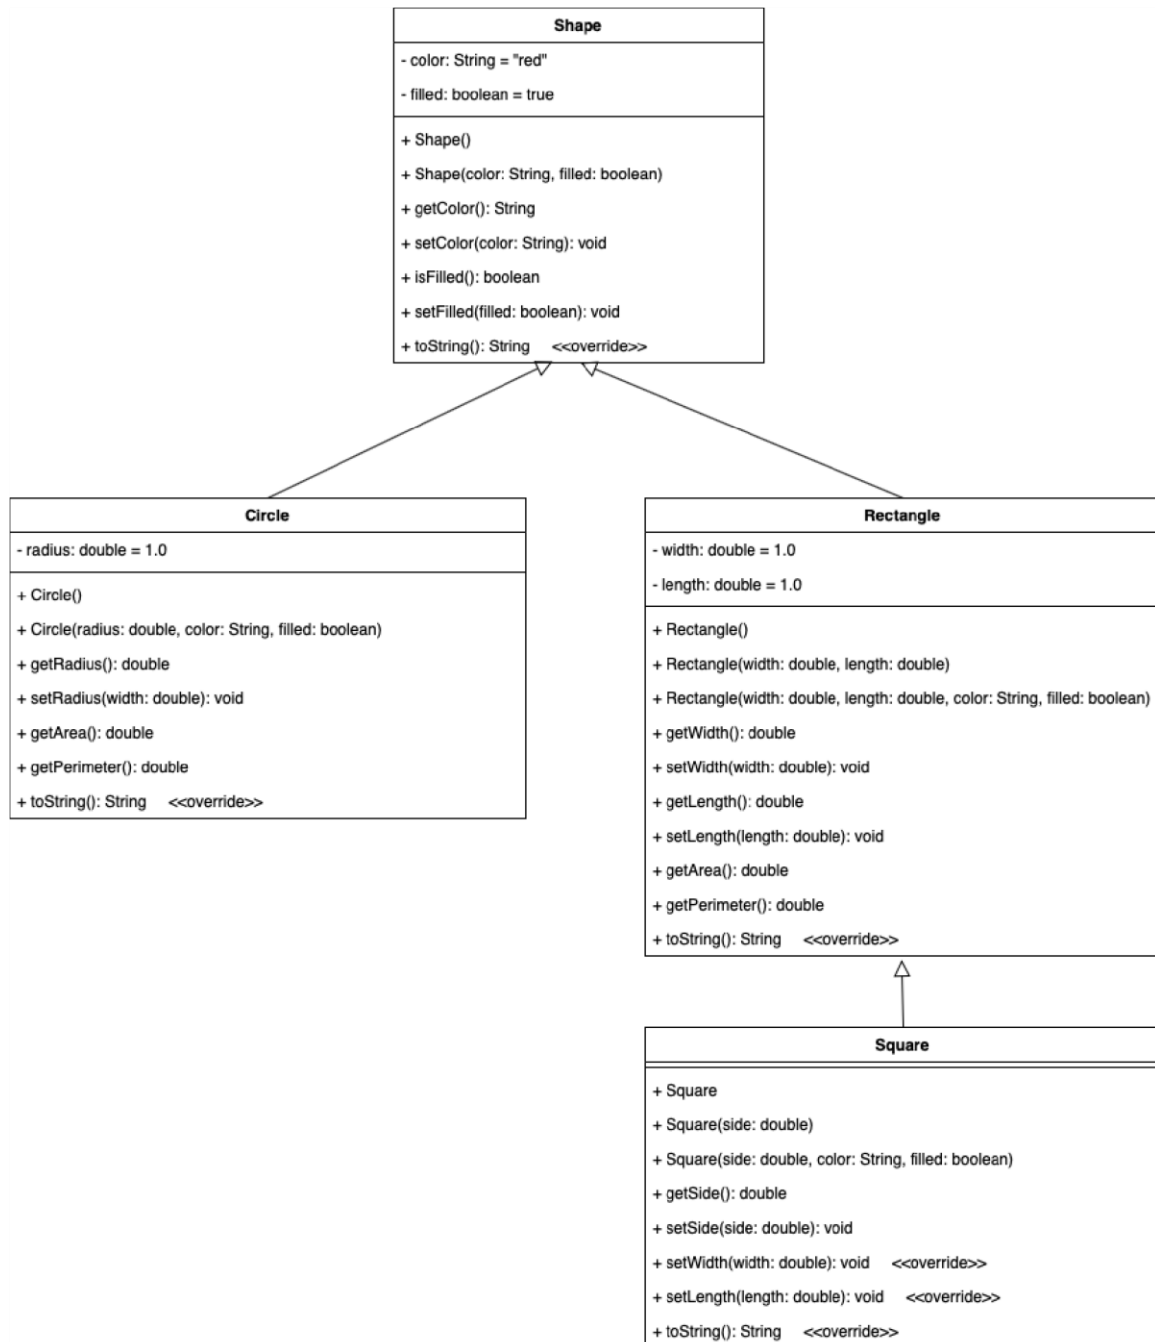 Shape
- color: String = "red"
- filled: boolean = true
+ Shape()
+ Shape(color: String, filled: boolean)
+ getColor(): String
+ setColor(color: String): void
+ isFilled(): boolean
+ setFilled(filled: boolean): void
+ toString(): String <<override>>
Circle
- radius: double = 1.0
+ Circle()
+ Circle(radius: double, color: String, filled: boolean)
+ getRadius(): double
+ setRadius(width: double): void
+ getArea(): double
+ getPerimeter(): double
+ toString(): String <<override>>
Rectangle
- width: double = 1.0
- length: double = 1.0
+ Rectangle()
+ Rectangle(width: double, length: double)
+ Rectangle(width: double, length: double, color: String, filled: boolean)
+ getWidth(): double
+ setWidth(width: double): void
+ getLength(): double
+ setLength(length: double): void
+ getArea(): double
+ getPerimeter(): double
+ toString(): String <<override>>
Square
+ Square
+ Square(side: double)
+ Square(side: double, color: String, filled: boolean)
+ getSide(): double
+ setSide(side: double): void
+ setWidth(width: double): void <<override>>
+ setLength(length: double): void <<override>>
+ toString(): String <<override>>